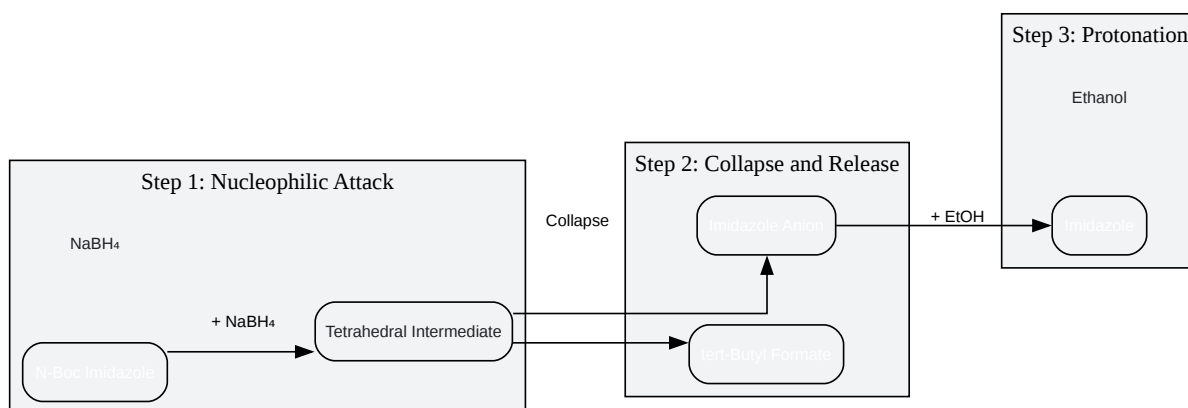 Step 1: Nucleophilic Attack
NaBH₄
N-Boc Imidazole
+ NaBH₄
Tetrahedral Intermediate
Collapse
Step 2: Collapse and Release
Imidazole Anion
tert-Butyl Formate
+ EtOH
Step 3: Protonation
Ethanol
Imidazole